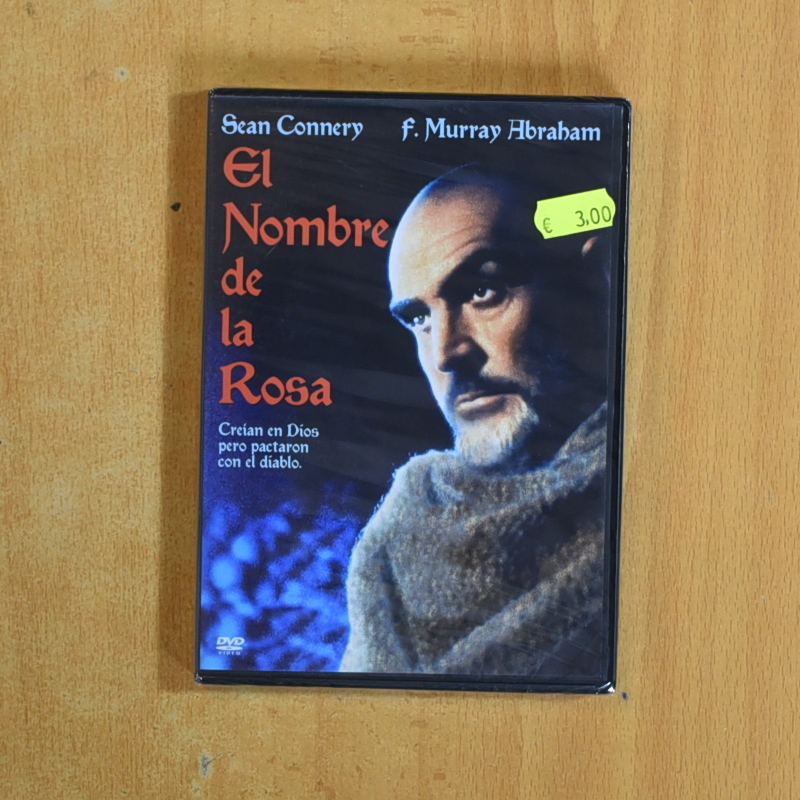 Sean Connery F. Murray Abraham
El
Nombre
de
la
Rosa
€ 3,00
Creían en Dios
pero pactaron
con el diablo.
DVD
VIDEO